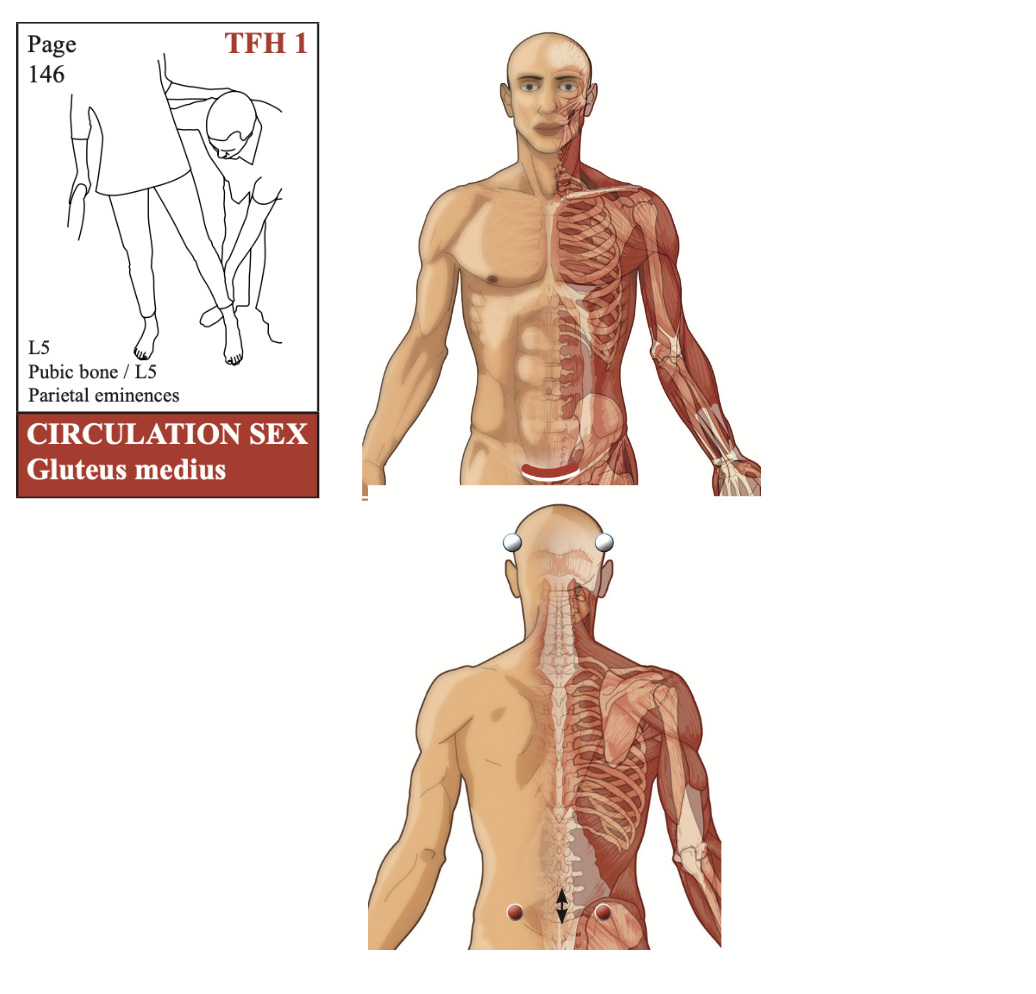 Page
TFH 1
146
L5
Pubic bone / L5
Parietal eminences
CIRCULATION SEX
Gluteus medius